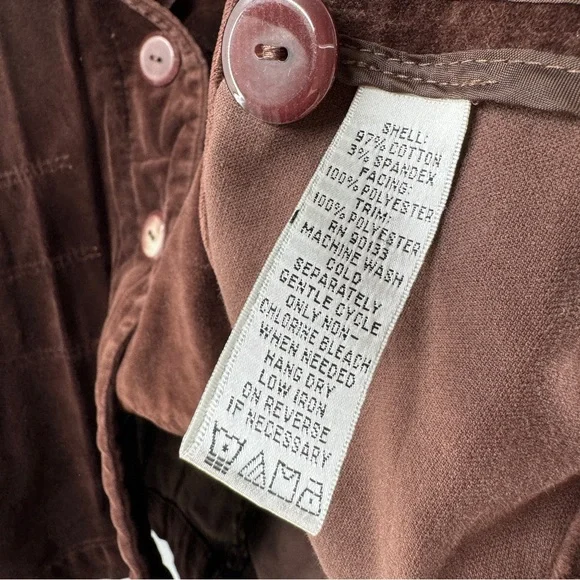 SHELL:
97% COTTON
3% SPANDEX
FACING:
100% POLYESTER
TRIM:
100% POLYESTER
RN 90133
MACHINE WASH
COLD
SEPARATELY
GENTLE CYCLE
ONLY NON-
CHLORINE BLEACH
WHEN NEEDED
HANG DRY
LOW IRON
ON REVERSE
IF NECESSARY